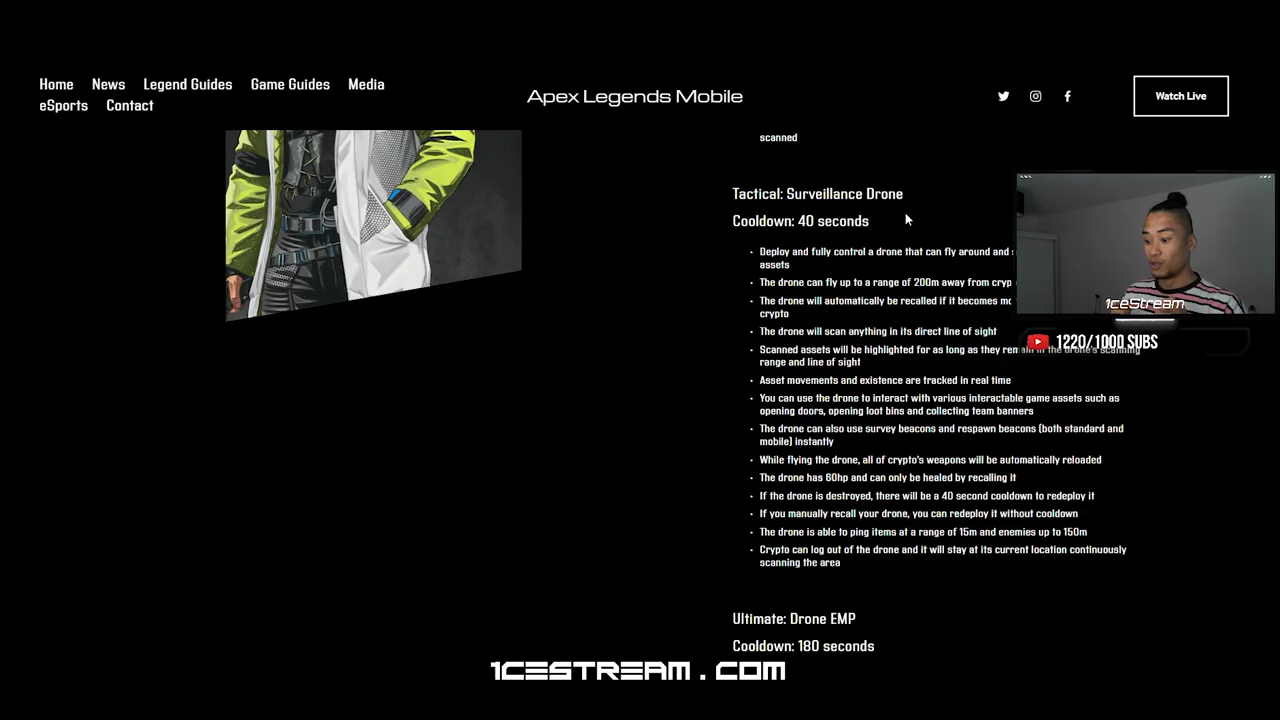 Home News Legend Guides Game Guides Media
eSports Contact
Apex Legends Mobile
Watch Live
scanned
Tactical: Surveillance Drone
Cooldown: 40 seconds
• Deploy and fully control a drone that can fly around and
assets
• The drone can fly up to a range of 200m away from cryp
• The drone will automatically be recalled if it becomes mo
crypto
• The drone will scan anything in its direct line of sight
• Scanned assets will be highlighted for as long as they remain in the drone's scanning
range and line of sight
• Asset movements and existence are tracked in real time
• You can use the drone to interact with various interactable game assets such as
opening doors, opening loot bins and collecting team banners
• The drone can also use survey beacons and respawn beacons (both standard and
mobile) instantly
• While flying the drone, all of crypto's weapons will be automatically reloaded
• The drone has 60hp and can only be healed by recalling it
• If the drone is destroyed, there will be a 40 second cooldown to redeploy it
• If you manually recall your drone, you can redeploy it without cooldown
• The drone is able to ping items at a range of 15m and enemies up to 150m
• Crypto can log out of the drone and it will stay at its current location continuously
scanning the area
Ultimate: Drone EMP
Cooldown: 180 seconds
1ceStream
1220/1000 SUBS
1CESTREAM.COM